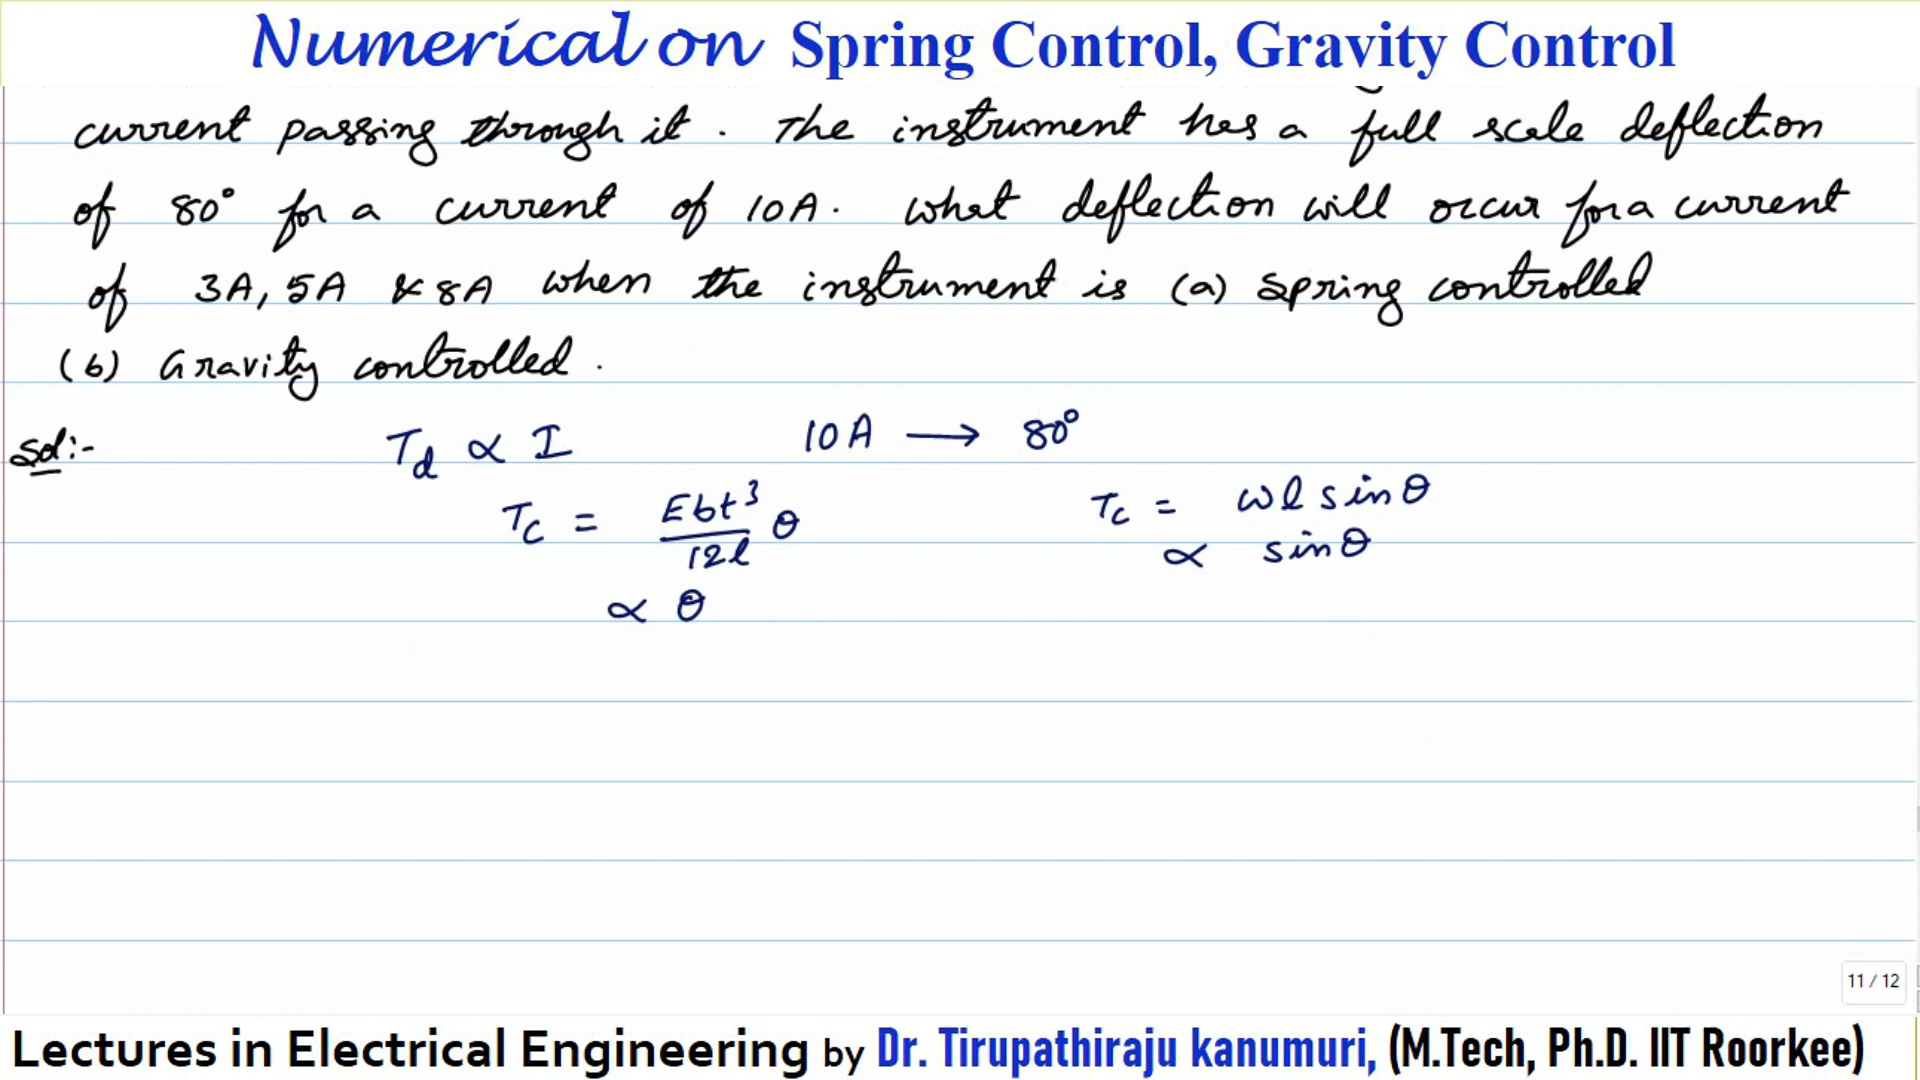 Numerical on Spring Control, Gravity Control
current passing through it. The instrument has a full scale deflection
of 80° for a current of 10A. What deflection will occur for a current
of 3A, 5A & 8A when the instrument is (a) Spring controlled
(b) Gravity controlled.
Sol:- Td ∝ I 10A → 80°
Tc = Ebt³/12l θ Tc = ωl sinθ
∝ θ ∝ sinθ
11 / 12
Lectures in Electrical Engineering by Dr. Tirupathiraju kanumuri, (M.Tech, Ph.D. IIT Roorkee)